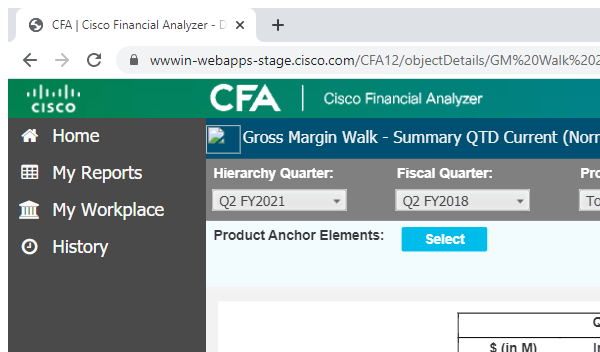 CFA | Cisco Financial Analyzer - D
wwwin-webapps-stage.cisco.com/CFA12/objectDetails/GM%20Walk%202
CISCO
CFA
Cisco Financial Analyzer
Home
Gross Margin Walk - Summary QTD Current (Norr
My Reports
Hierarchy Quarter:
Fiscal Quarter:
Pro
Q2 FY2021
Q2 FY2018
To
My Workplace
History
Product Anchor Elements:
Select
Q
$ (in M)
In